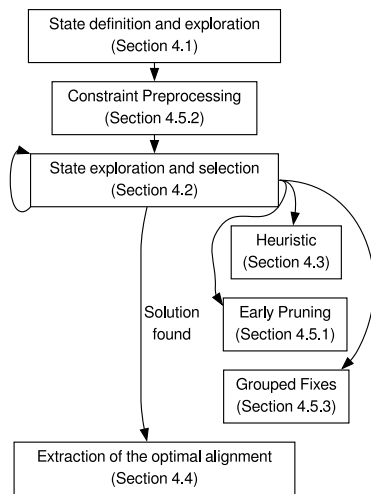 State definition and exploration
(Section 4.1)
Constraint Preprocessing
(Section 4.5.2)
State exploration and selection
(Section 4.2)
Heuristic
(Section 4.3)
Solution
found
Early Pruning
(Section 4.5.1)
Grouped Fixes
(Section 4.5.3)
Extraction of the optimal alignment
(Section 4.4)